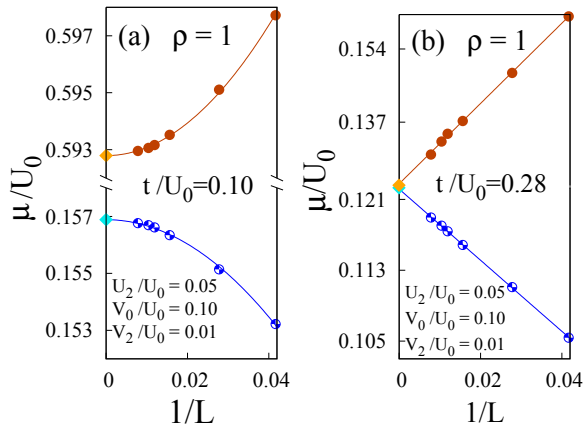 (a) ρ = 1
0.597
0.595
0.593
t/U0=0.10
0.157
0.155
0.153
U2/U0 = 0.05
V0/U0 = 0.10
V2/U0 = 0.01
μ/U0
0 0.02 0.04
1/L
(b) ρ = 1
0.154
0.137
0.121
0.113
0.105
t/U0=0.28
U2/U0 = 0.05
V0/U0 = 0.10
V2/U0 = 0.01
μ/U0
0 0.02 0.04
1/L